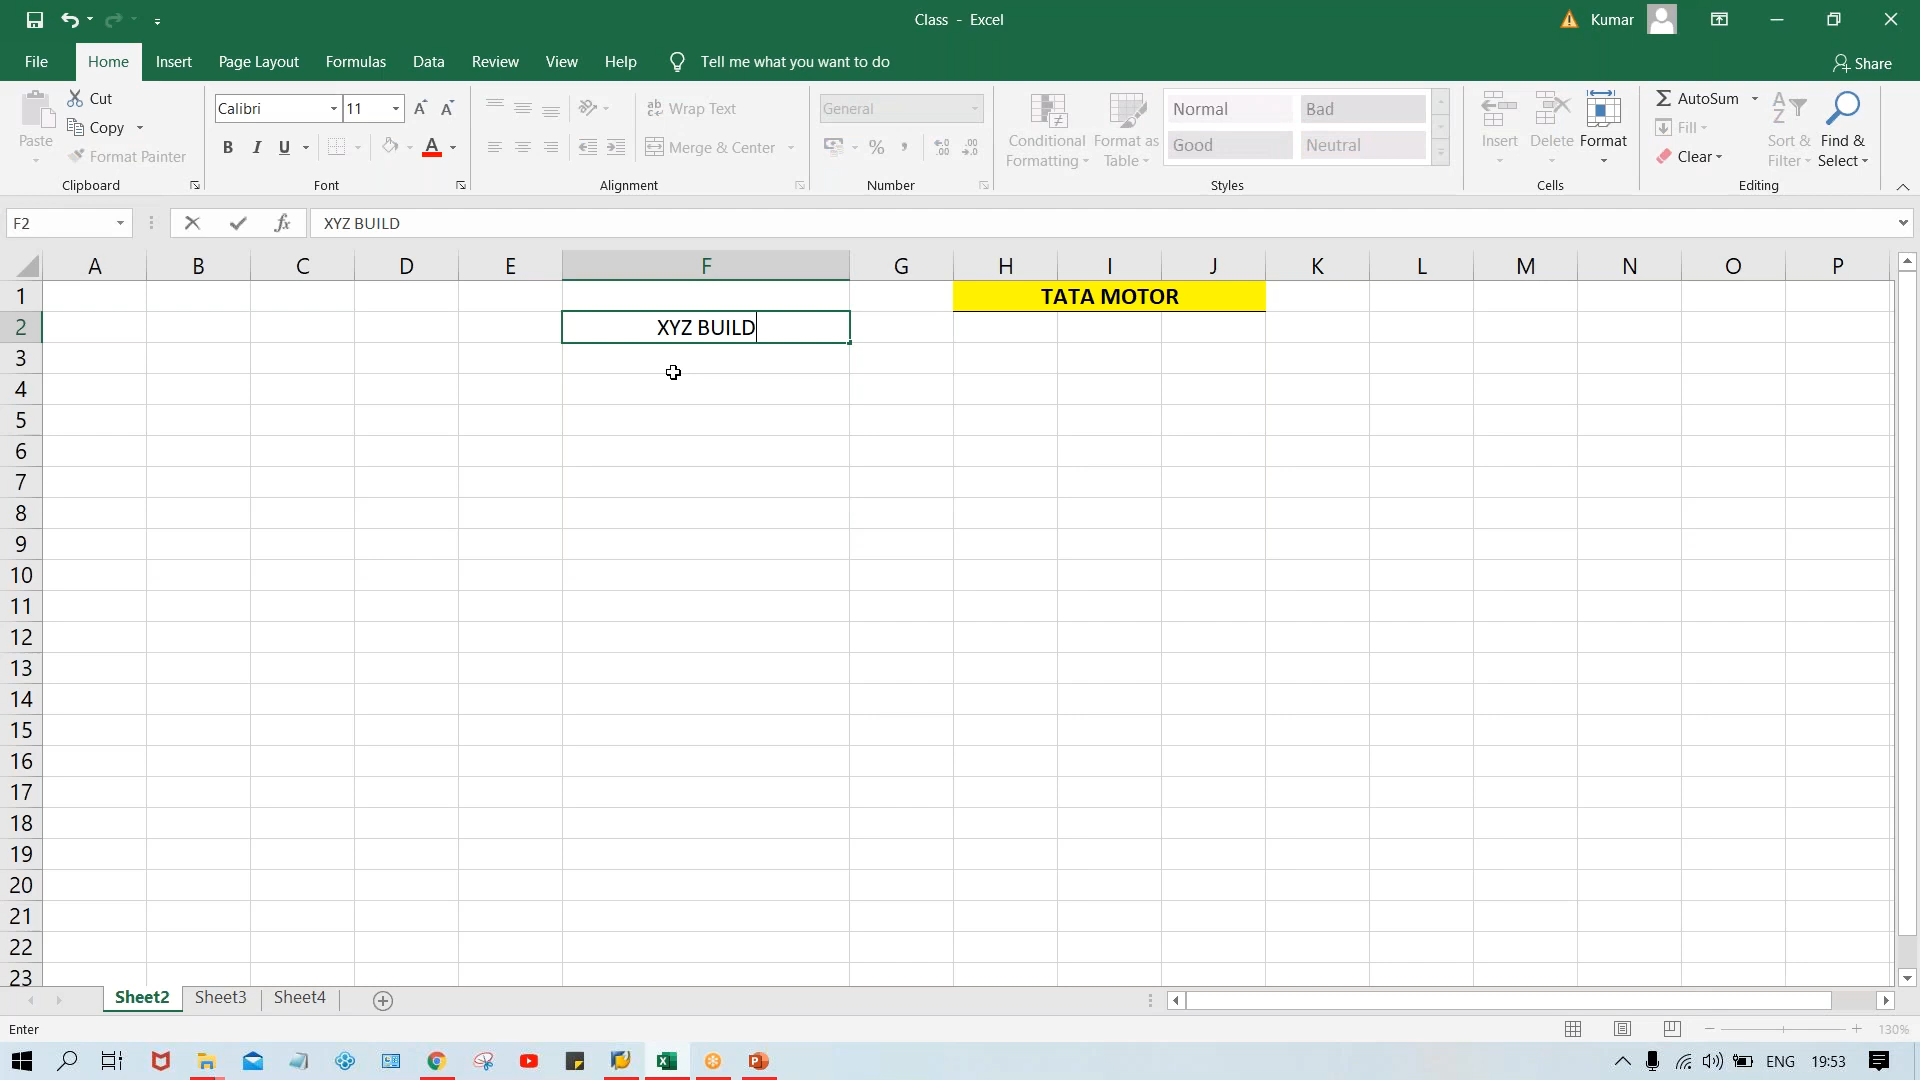 Class - Excel
Kumar
File Home Insert Page Layout Formulas Data Review View Help Tell me what you want to do Share
Paste
Cut
Copy
Format Painter
Clipboard
Calibri 11
B I U
Font
Wrap Text
Merge & Center
Alignment
General
Number
Conditional Formatting
Format as Table
Normal Bad
Good Neutral
Styles
Insert Delete Format
Cells
AutoSum
Fill
Clear
Sort & Filter
Find & Select
Editing
F2 fx XYZ BUILD
A B C D E F G H I J K L M N O P
1 TATA MOTOR
2 XYZ BUILD
3
4
5
6
7
8
9
10
11
12
13
14
15
16
17
18
19
20
21
22
23
Sheet2 Sheet3 Sheet4
Enter 130%
ENG 19:53